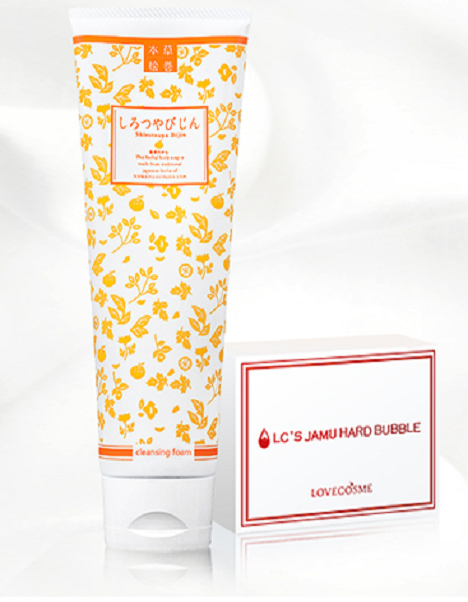 本草
絵巻
しろつやびじん
Shirotsuya Bijin
cleansing foam
LC'S JAMU HARD BUBBLE
LOVECOSME